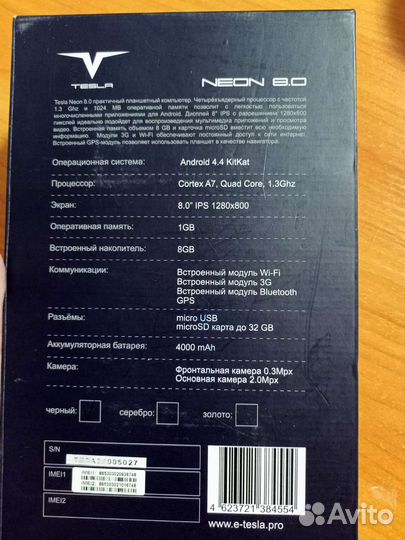 TESLA
NEON 8.0
Tesla Neon 8.0 практичный планшетный компьютер. Четырёхъядерный процессор с частотой
1.3 Ghz и 1024 MB оперативной памяти позволит с легкостью пользоваться
многочисленными приложениями для Android. Дисплей 8" IPS с разрешением 1280x800
пикселей идеально подойдет для воспроизведения мультимедиа приложений и просмотра
видео. Встроенная память объемом 8 GB и карточка microSD вместит всю необходимую
информацию. Модули 3G и Wi-Fi обеспечивают постоянный доступ к сети интернет.
Встроенный GPS-модуль позволяет использовать планшет в качестве навигатора.
Операционная система: Android 4.4 KitKat
Процессор: Cortex A7, Quad Core, 1.3Ghz
Экран: 8.0" IPS 1280x800
Оперативная память: 1GB
Встроенный накопитель: 8GB
Коммуникации: Встроенный модуль Wi-Fi
Встроенный модуль 3G
Встроенный модуль Bluetooth
GPS
Разъёмы: micro USB
microSD карта до 32 GB
Аккумуляторная батарея: 4000 mAh
Камера: Фронтальная камера 0.3Mpx
Основная камера 2.0Mpx
черный: серебро: золото:
S/N
IMEI1
IMEI1:
IMEI2:
IMEI2
4 623721 384554
www.e-tesla.pro
Avito